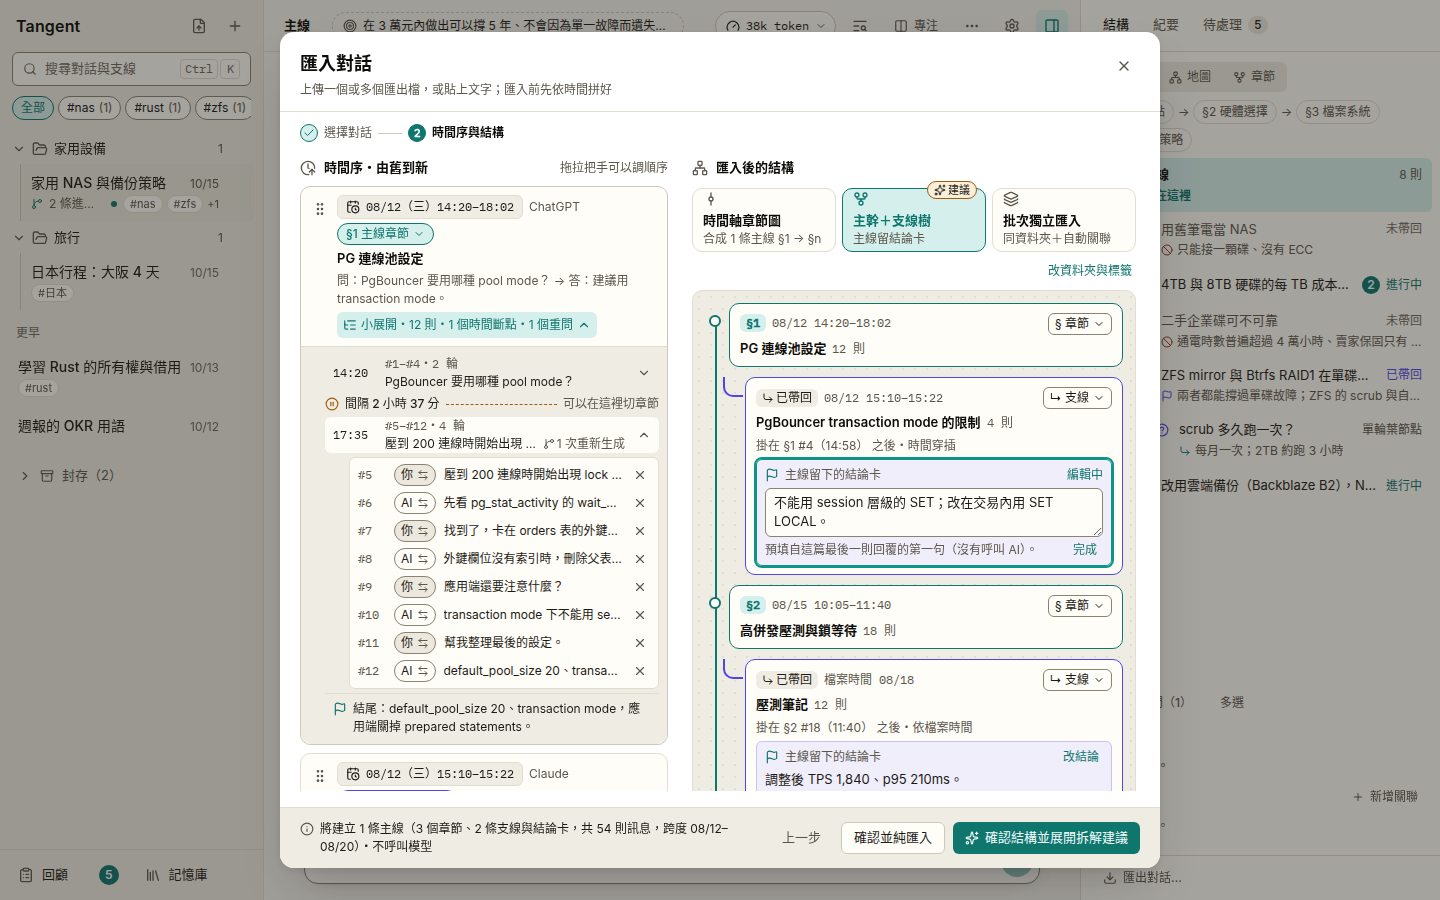 Tangent
搜尋對話與支線
Ctrl
K
全部
#nas (1)
#rust (1)
#zfs (1)
家用設備
1
家用 NAS 與備份策略
10/15
2 條進...
#nas
#zfs
+1
旅行
1
日本行程：大阪 4 天
10/15
#日本
更早
學習 Rust 的所有權與借用
10/13
#rust
週報的 OKR 用語
10/12
封存（2）
回顧
5
記憶庫
主線
在 3 萬元內做出可以撐 5 年、不會因為單一故障而遺失...
38k token
專注
結構
紀要
待處理
5
匯入對話
上傳一個或多個匯出檔，或貼上文字；匯入前先依時間拼好
選擇對話
2
時間序與結構
時間序・由舊到新
拖拉把手可以調順序
08/12（三）14:20–18:02
ChatGPT
§1 主線章節
PG 連線池設定
問：PgBouncer 要用哪種 pool mode？ → 答：建議用
transaction mode。
小展開・12 則・1 個時間斷點・1 個重問
14:20
#1–#4・2 輪
PgBouncer 要用哪種 pool mode？
間隔 2 小時 37 分
可以在這裡切章節
17:35
#5–#12・4 輪
壓到 200 連線時開始出現 ...
1 次重新生成
#5
你
壓到 200 連線時開始出現 lock ...
#6
AI
先看 pg_stat_activity 的 wait_...
#7
你
找到了，卡在 orders 表的外鍵...
#8
AI
外鍵欄位沒有索引時，刪除父表...
#9
你
應用端還要注意什麼？
#10
AI
transaction mode 下不能用 se...
#11
你
幫我整理最後的設定。
#12
AI
default_pool_size 20、transa...
結尾：default_pool_size 20、transaction mode，應
用端關掉 prepared statements。
08/12（三）15:10–15:22
Claude
匯入後的結構
時間軸章節圖
合成 1 條主線 §1 → §n
建議
主幹＋支線樹
主線留結論卡
批次獨立匯入
同資料夾＋自動關聯
改資料夾與標籤
§1
08/12 14:20–18:02
§ 章節
PG 連線池設定
12 則
已帶回
08/12 15:10–15:22
支線
PgBouncer transaction mode 的限制
4 則
掛在 §1 #4（14:58） 之後・時間穿插
主線留下的結論卡
編輯中
不能用 session 層級的 SET；改在交易內用 SET
LOCAL。
預填自這篇最後一則回覆的第一句（沒有呼叫 AI）。
完成
§2
08/15 10:05–11:40
§ 章節
高併發壓測與鎖等待
18 則
已帶回
檔案時間 08/18
支線
壓測筆記
12 則
掛在 §2 #18（11:40） 之後・依檔案時間
主線留下的結論卡
改結論
調整後 TPS 1,840、p95 210ms。
將建立 1 條主線（3 個章節、2 條支線與結論卡，共 54 則訊息，跨度 08/12–
08/20）・不呼叫模型
上一步
確認並純匯入
確認結構並展開拆解建議
地圖
章節
→
§2 硬體選擇
→
§3 檔案系統
策略
8 則
在這裡
用舊筆電當 NAS
未帶回
只能接一顆碟、沒有 ECC
4TB 與 8TB 硬碟的每 TB 成本...
2
進行中
二手企業碟可不可靠
未帶回
通電時數普遍超過 4 萬小時、賣家保固只有 ...
ZFS mirror 與 Btrfs RAID1 在單碟...
已帶回
兩者都能撐過單碟故障；ZFS 的 scrub 與自...
scrub 多久跑一次？
單輪葉節點
每月一次；2TB 約跑 3 小時
改用雲端備份（Backblaze B2），N...
進行中
(1)
多選
新增關聯
匯出對話...